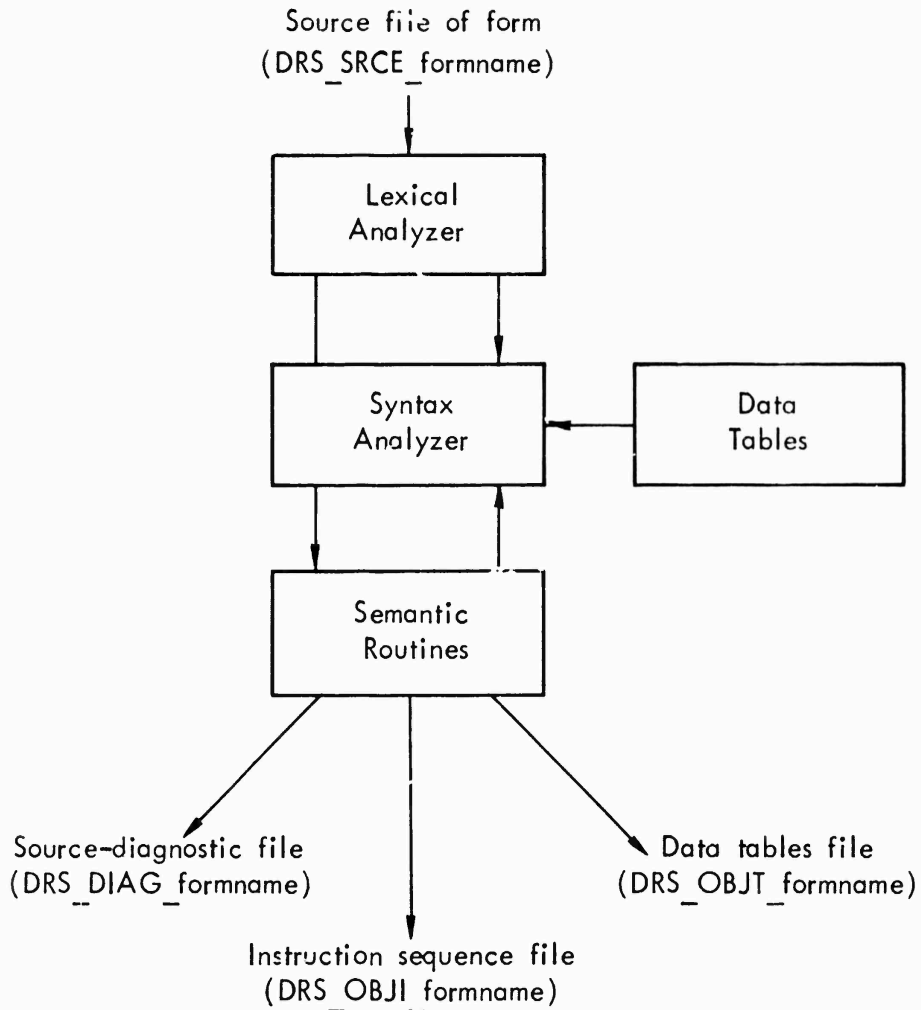 Source file of form
(DRS_SRCE_formname)
Lexical
Analyzer
Syntax
Analyzer
Data
Tables
Semantic
Routines
Source-diagnostic file
(DRS_DIAG_formname)
Data tables file
(DRS_OBJT_formname)
Instruction sequence file
(DRS_OBJI_formname)